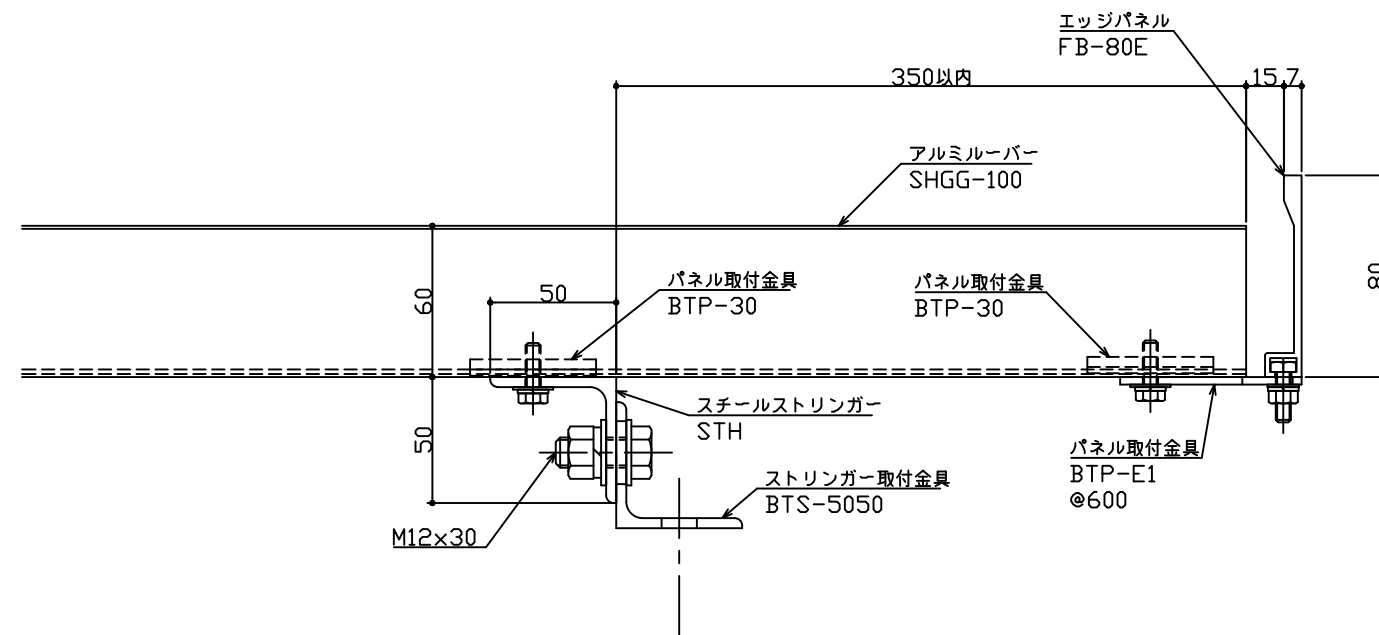 エッジパネル
FB-80E
350以内
15
7
アルミルーバー
SHGG-100
パネル取付金具
BTP-30
パネル取付金具
BTP-30
50
60
80
スチールストリンガー
STH
50
パネル取付金具
BTP-E1
@600
ストリンガー取付金具
BTS-5050
M12x30